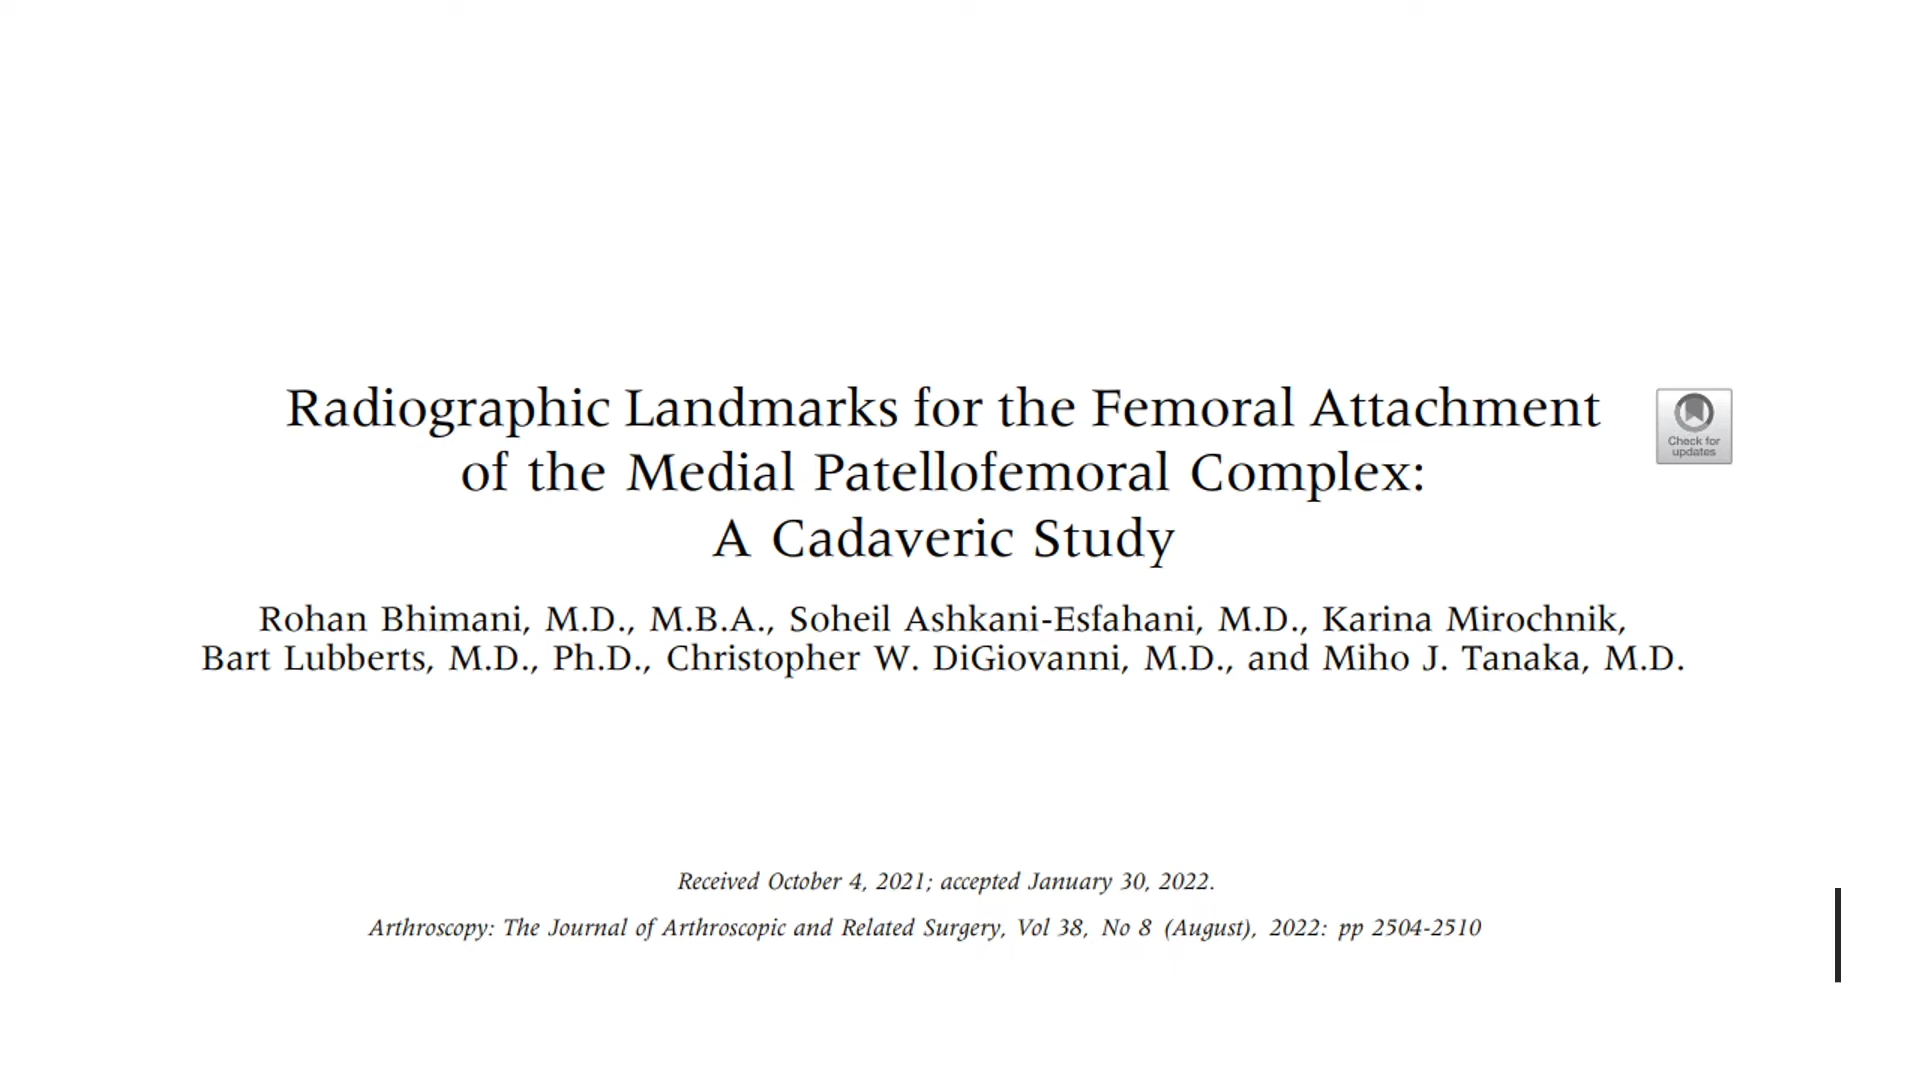 Radiographic Landmarks for the Femoral Attachment
of the Medial Patellofemoral Complex:
A Cadaveric Study
Check for
updates
Rohan Bhimani, M.D., M.B.A., Soheil Ashkani-Esfahani, M.D., Karina Mirochnik,
Bart Lubberts, M.D., Ph.D., Christopher W. DiGiovanni, M.D., and Miho J. Tanaka, M.D.
Received October 4, 2021; accepted January 30, 2022.
Arthroscopy: The Journal of Arthroscopic and Related Surgery, Vol 38, No 8 (August), 2022: pp 2504-2510